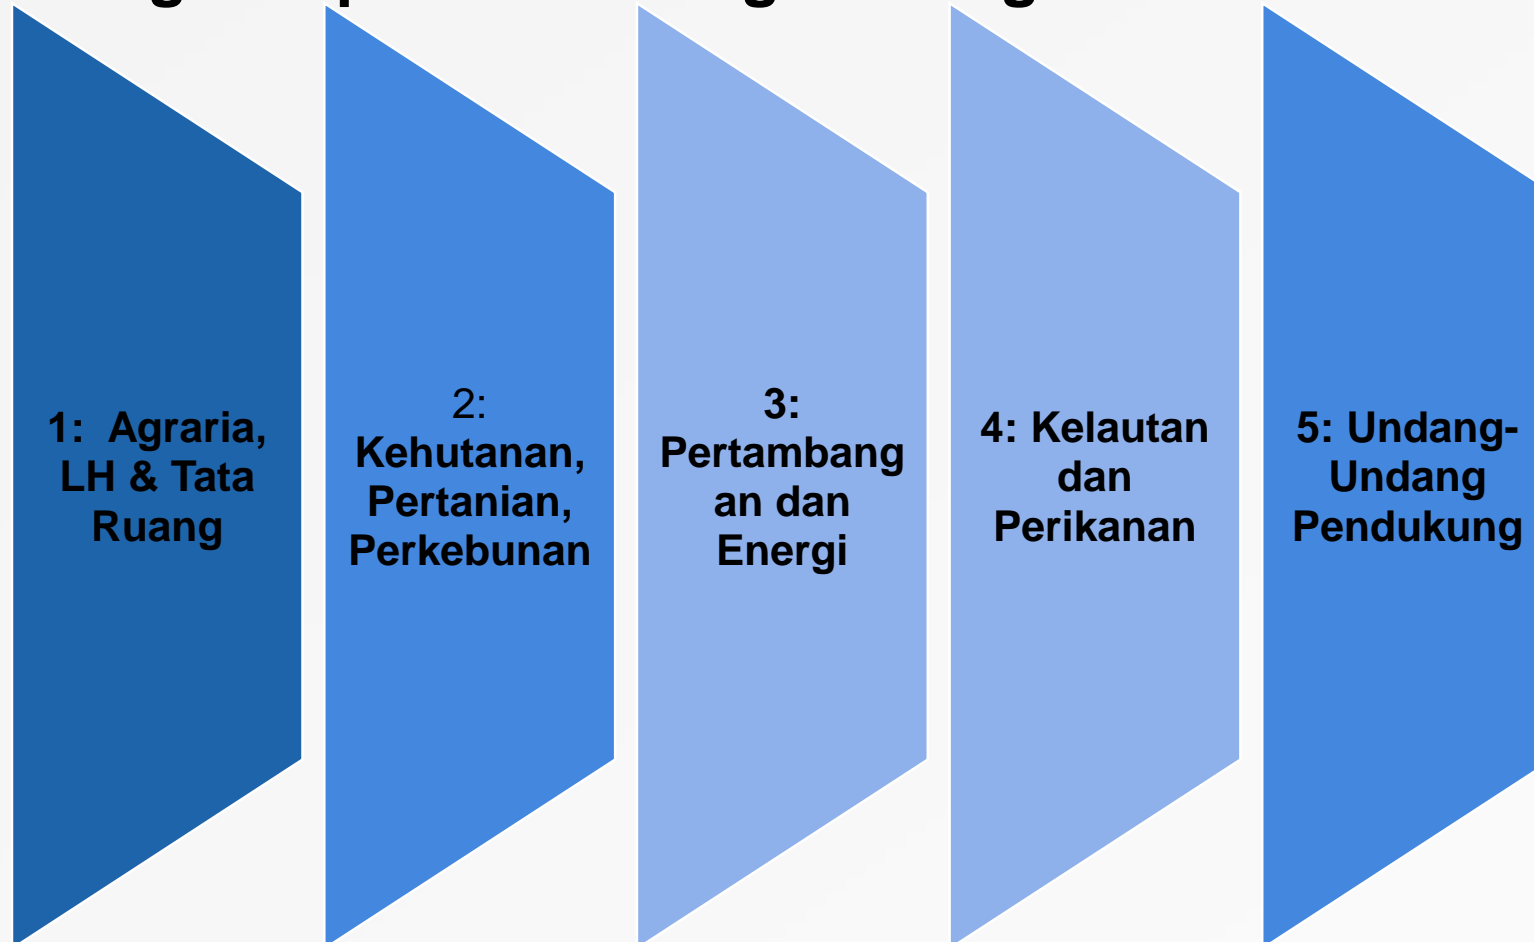 1: Agraria,
LH & Tata
Ruang
2:
Kehutanan,
Pertanian,
Perkebunan
3:
Pertambang
an dan
Energi
4: Kelautan
dan
Perikanan
5: Undang-
Undang
Pendukung